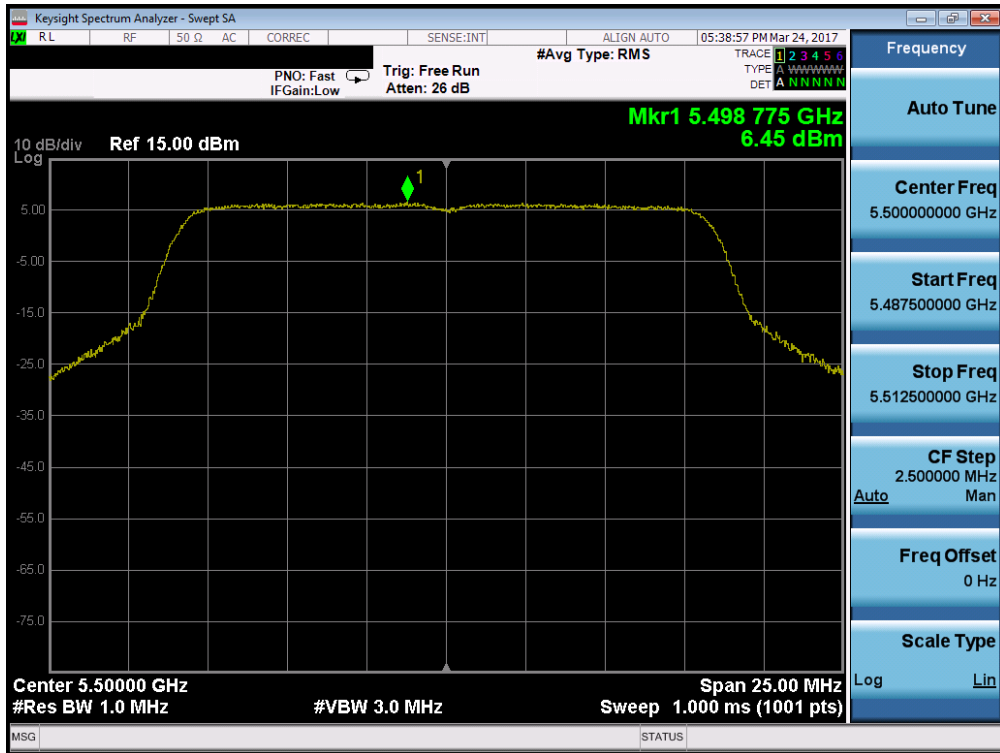 Keysight Spectrum Analyzer - Swept SA
LXI RL RF 50 Ω AC CORREC SENSE:INT ALIGN AUTO 05:38:57 PM Mar 24, 2017
#Avg Type: RMS
TRACE 1 2 3 4 5 6
TYPE A WWWWW
DET A N N N N N
PNO: Fast
IFGain:Low
Trig: Free Run
Atten: 26 dB
Mkr1 5.498 775 GHz
6.45 dBm
10 dB/div Ref 15.00 dBm
Log
1
5.00
-5.00
-15.0
-25.0
-35.0
-45.0
-55.0
-65.0
-75.0
Center 5.50000 GHz
Span 25.00 MHz
#Res BW 1.0 MHz
#VBW 3.0 MHz
Sweep 1.000 ms (1001 pts)
MSG
STATUS
Frequency
Auto Tune
Center Freq
5.500000000 GHz
Start Freq
5.487500000 GHz
Stop Freq
5.512500000 GHz
CF Step
2.500000 MHz
Auto Man
Freq Offset
0 Hz
Scale Type
Log Lin